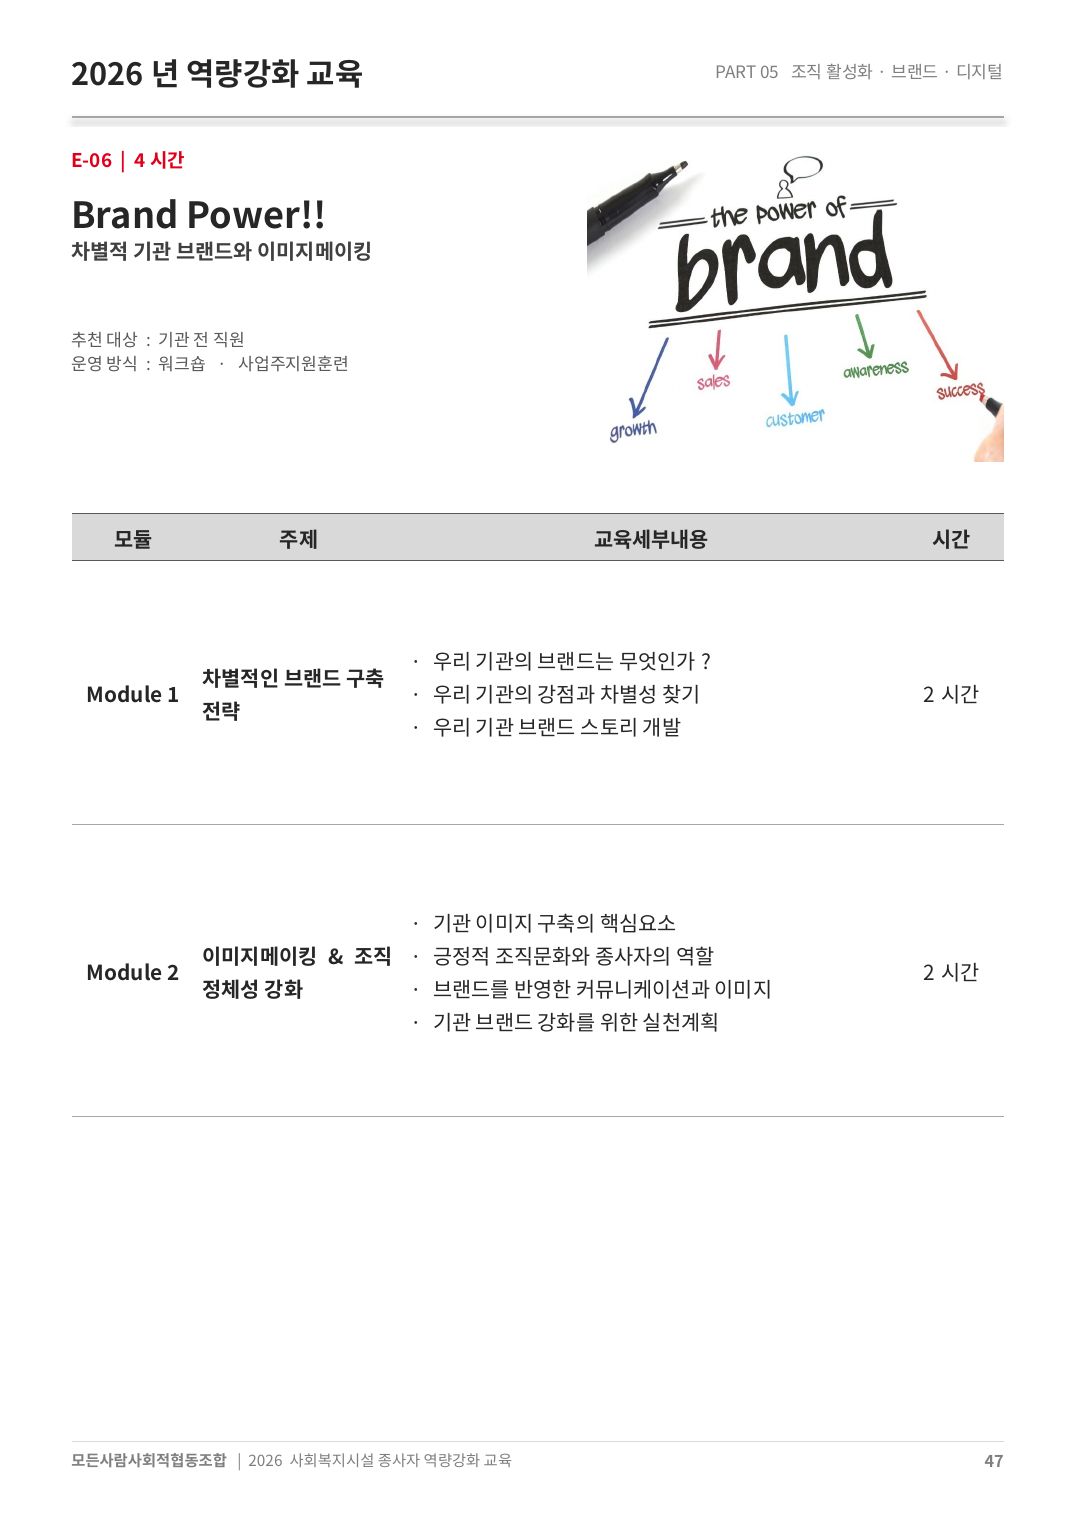 2026 년 역량강화 교육
PART 05 조직 활성화 · 브랜드 · 디지털
E-06 | 4 시간
Brand Power!!
차별적 기관 브랜드와 이미지메이킹
추천 대상 : 기관 전 직원
운영 방식 : 워크숍 · 사업주지원훈련
the power of
brand
growth
sales
customer
awareness
success
모듈 주제 교육세부내용 시간
Module 1
차별적인 브랜드 구축
전략
· 우리 기관의 브랜드는 무엇인가 ?
· 우리 기관의 강점과 차별성 찾기
· 우리 기관 브랜드 스토리 개발
2 시간
Module 2
이미지메이킹 & 조직
정체성 강화
· 기관 이미지 구축의 핵심요소
· 긍정적 조직문화와 종사자의 역할
· 브랜드를 반영한 커뮤니케이션과 이미지
· 기관 브랜드 강화를 위한 실천계획
2 시간
모든사람사회적협동조합 | 2026 사회복지시설 종사자 역량강화 교육
47